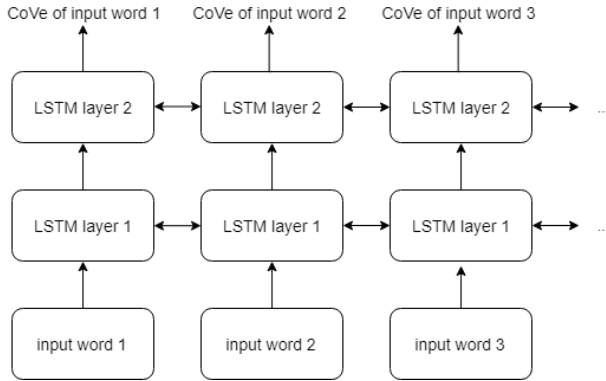 CoVe of input word 1 CoVe of input word 2 CoVe of input word 3
LSTM layer 2 LSTM layer 2 LSTM layer 2 ...
LSTM layer 1 LSTM layer 1 LSTM layer 1 ...
input word 1 input word 2 input word 3